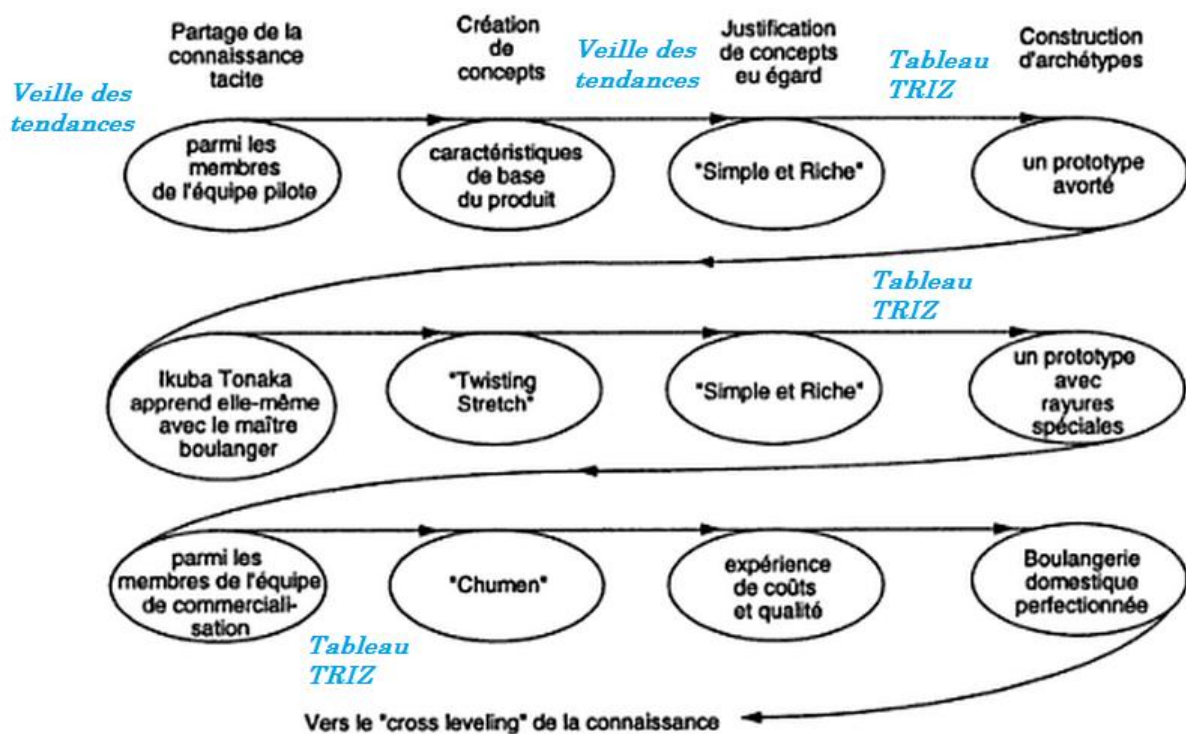 Partage de la
connaissance
tacite
Création
de
concepts
Veille des
tendances
Justification
de concepts
eu égard
Tableau
TRIZ
Construction
d'archétypes
Veille des
tendances
parmi les
membres
de l'équipe pilote
caractéristiques
de base
du produit
"Simple et Riche"
un prototype
avorté
Tableau
TRIZ
Ikuba Tonaka
apprend elle-même
avec le maître
boulanger
"Twisting
Stretch"
"Simple et Riche"
un prototype
avec
rayures
spéciales
parmi les
membres de l'équipe
de commerciali-
sation
"Chumen"
expérience
de coûts
et qualité
Boulangerie
domestique
perfectionnée
Tableau
TRIZ
Vers le "cross leveling" de la connaissance